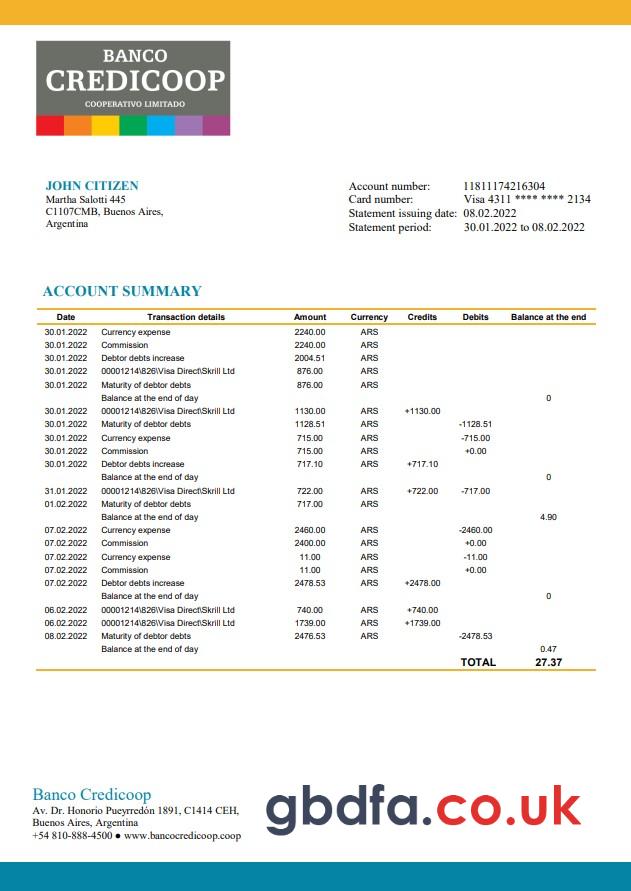 BANCO
CREDICOOP
COOPERATIVO LIMITADO
JOHN CITIZEN
Martha Salotti 445
C1107CMB, Buenos Aires,
Argentina
Account number: 11811174216304
Card number: Visa 4311 **** **** 2134
Statement issuing date: 08.02.2022
Statement period: 30.01.2022 to 08.02.2022
ACCOUNT SUMMARY
Date Transaction details Amount Currency Credits Debits Balance at the end
30.01.2022 Currency expense 2240.00 ARS
30.01.2022 Commission 2240.00 ARS
30.01.2022 Debtor debts increase 2004.51 ARS
30.01.2022 00001214\826\Visa Direct\Skrill Ltd 876.00 ARS
30.01.2022 Maturity of debtor debts 876.00 ARS
Balance at the end of day 0
30.01.2022 00001214\826\Visa Direct\Skrill Ltd 1130.00 ARS +1130.00
30.01.2022 Maturity of debtor debts 1128.51 ARS -1128.51
30.01.2022 Currency expense 715.00 ARS -715.00
30.01.2022 Commission 715.00 ARS +0.00
30.01.2022 Debtor debts increase 717.10 ARS +717.10
Balance at the end of day 0
31.01.2022 00001214\826\Visa Direct\Skrill Ltd 722.00 ARS +722.00 -717.00
01.02.2022 Maturity of debtor debts 717.00 ARS
Balance at the end of day 4.90
07.02.2022 Currency expense 2460.00 ARS -2460.00
07.02.2022 Commission 2400.00 ARS +0.00
07.02.2022 Currency expense 11.00 ARS -11.00
07.02.2022 Commission 11.00 ARS +0.00
07.02.2022 Debtor debts increase 2478.53 ARS +2478.00
Balance at the end of day 0
06.02.2022 00001214\826\Visa Direct\Skrill Ltd 740.00 ARS +740.00
06.02.2022 00001214\826\Visa Direct\Skrill Ltd 1739.00 ARS +1739.00
08.02.2022 Maturity of debtor debts 2476.53 ARS -2478.53
Balance at the end of day 0.47
TOTAL 27.37
Banco Credicoop
Av. Dr. Honorio Pueyrredón 1891, C1414 CEH,
Buenos Aires, Argentina
+54 810-888-4500 ● www.bancocredicoop.coop
gbdfa.co.uk